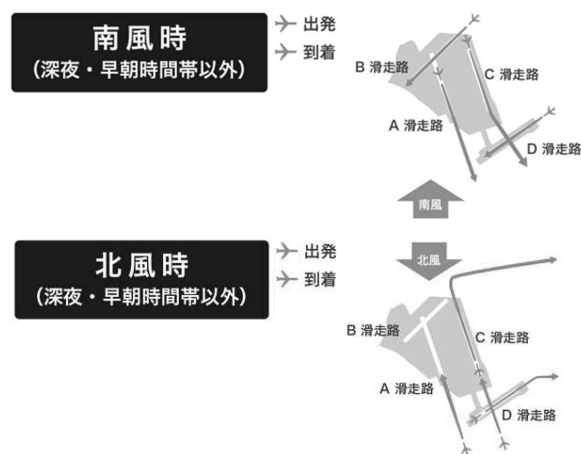 南風時
(深夜・早朝時間帯以外)
出発
到着
B 滑走路
C 滑走路
A 滑走路
D 滑走路
南風
北風時
(深夜・早朝時間帯以外)
出発
到着
北風
B 滑走路
C 滑走路
A 滑走路
D 滑走路